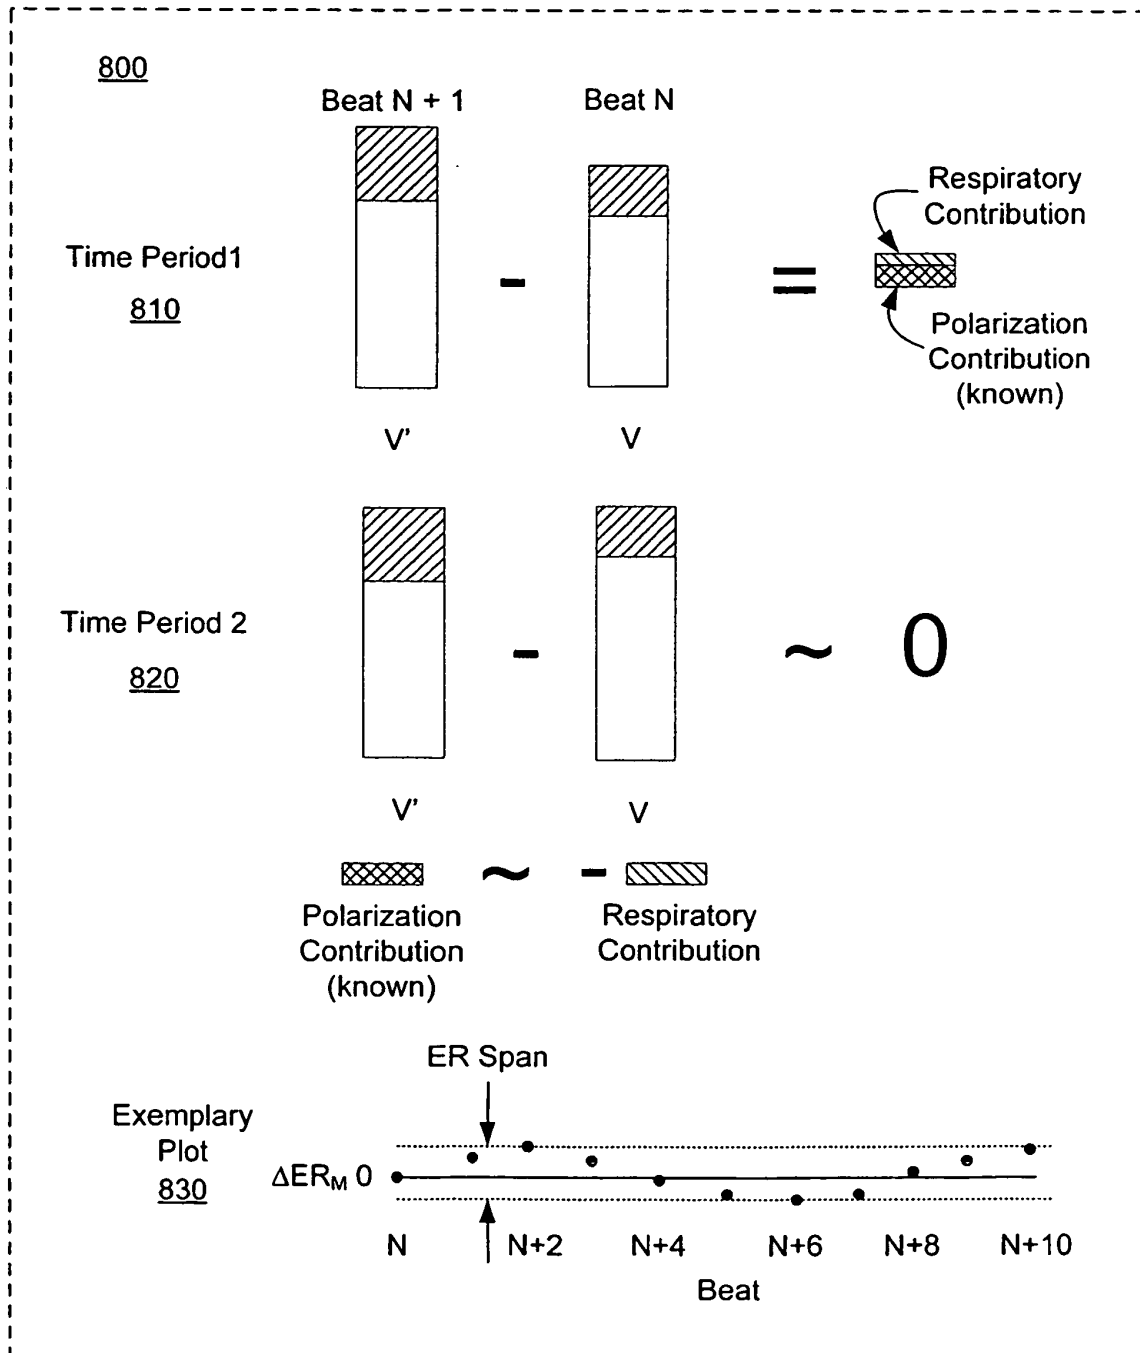 800
Beat N + 1
Beat N
Time Period1
810
-
=
Respiratory
Contribution
Polarization
Contribution
(known)
V'
V
Time Period 2
820
-
~
0
V'
V
~
-
Polarization
Contribution
(known)
Respiratory
Contribution
ER Span
Exemplary
Plot
830
ΔER_M 0
N
N+2
N+4
N+6
N+8
N+10
Beat